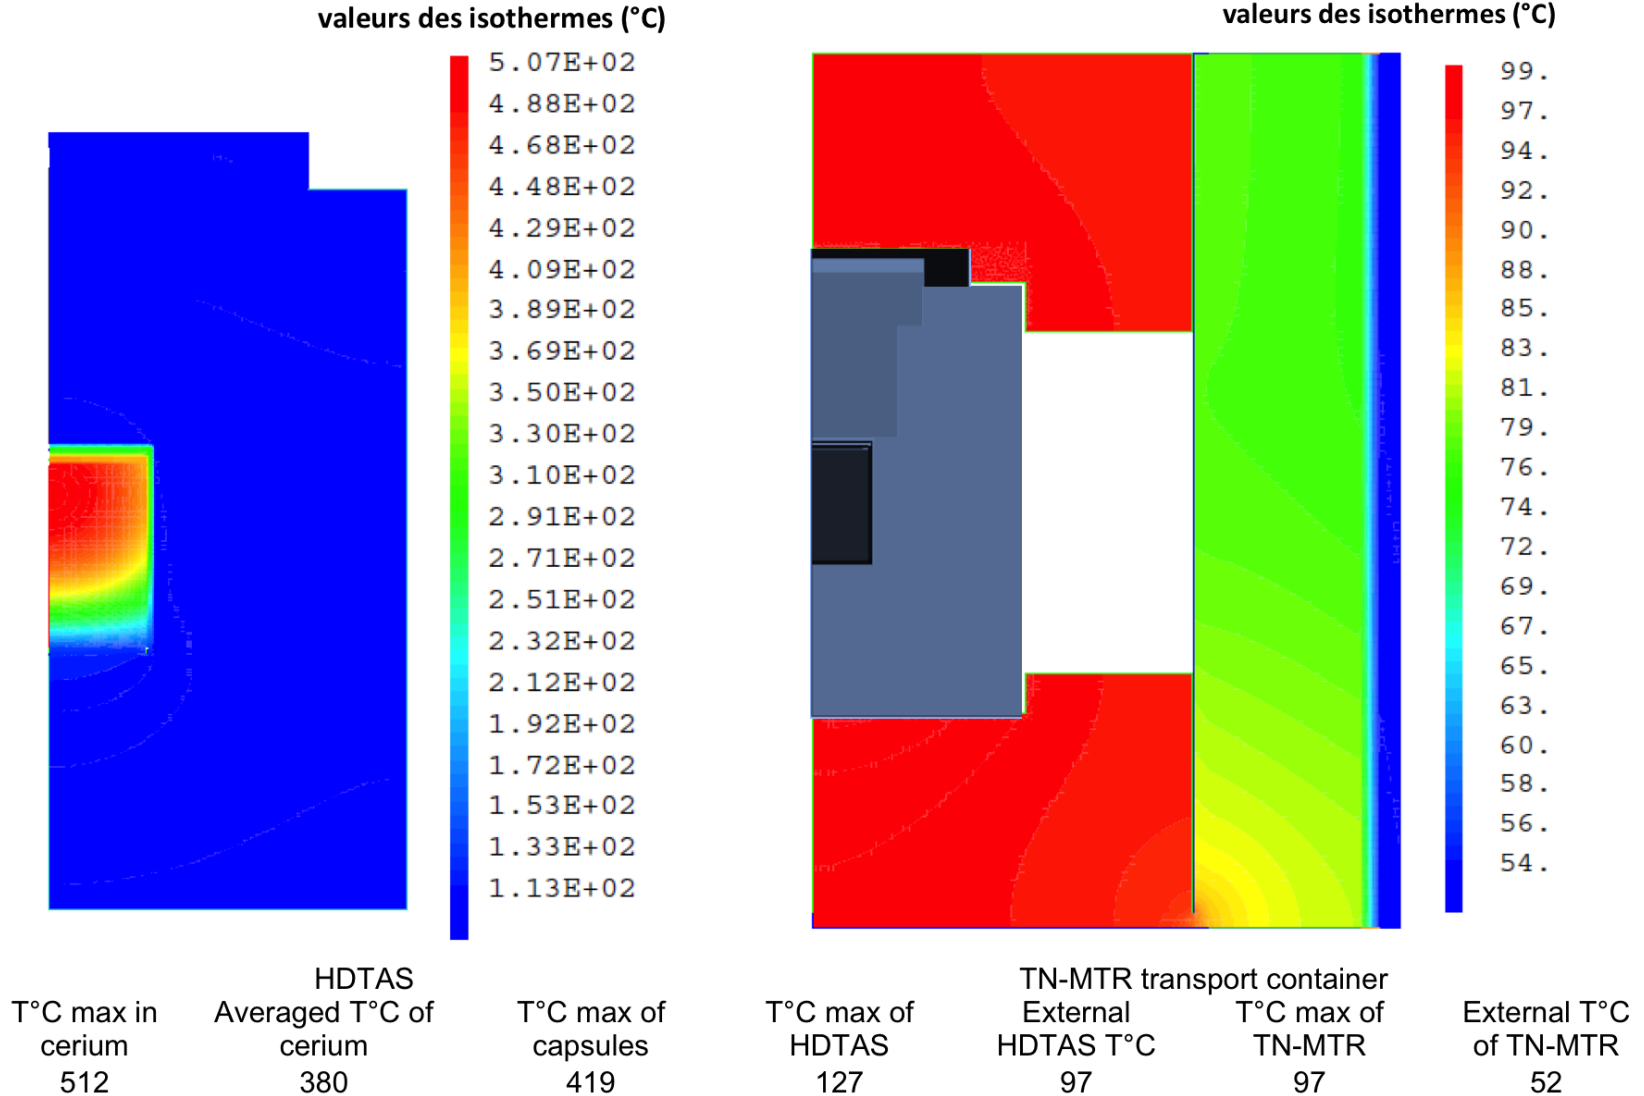 valeurs des isothermes (°C)
5.07E+02
4.88E+02
4.68E+02
4.48E+02
4.29E+02
4.09E+02
3.89E+02
3.69E+02
3.50E+02
3.30E+02
3.10E+02
2.91E+02
2.71E+02
2.51E+02
2.32E+02
2.12E+02
1.92E+02
1.72E+02
1.53E+02
1.33E+02
1.13E+02
valeurs des isothermes (°C)
99.
97.
94.
92.
90.
88.
85.
83.
81.
79.
76.
74.
72.
69.
67.
65.
63.
60.
58.
56.
54.
HDTAS
T°C max in
cerium
512
Averaged T°C of
cerium
380
T°C max of
capsules
419
TN-MTR transport container
T°C max of
HDTAS
127
External
HDTAS T°C
97
T°C max of
TN-MTR
97
External T°C
of TN-MTR
52